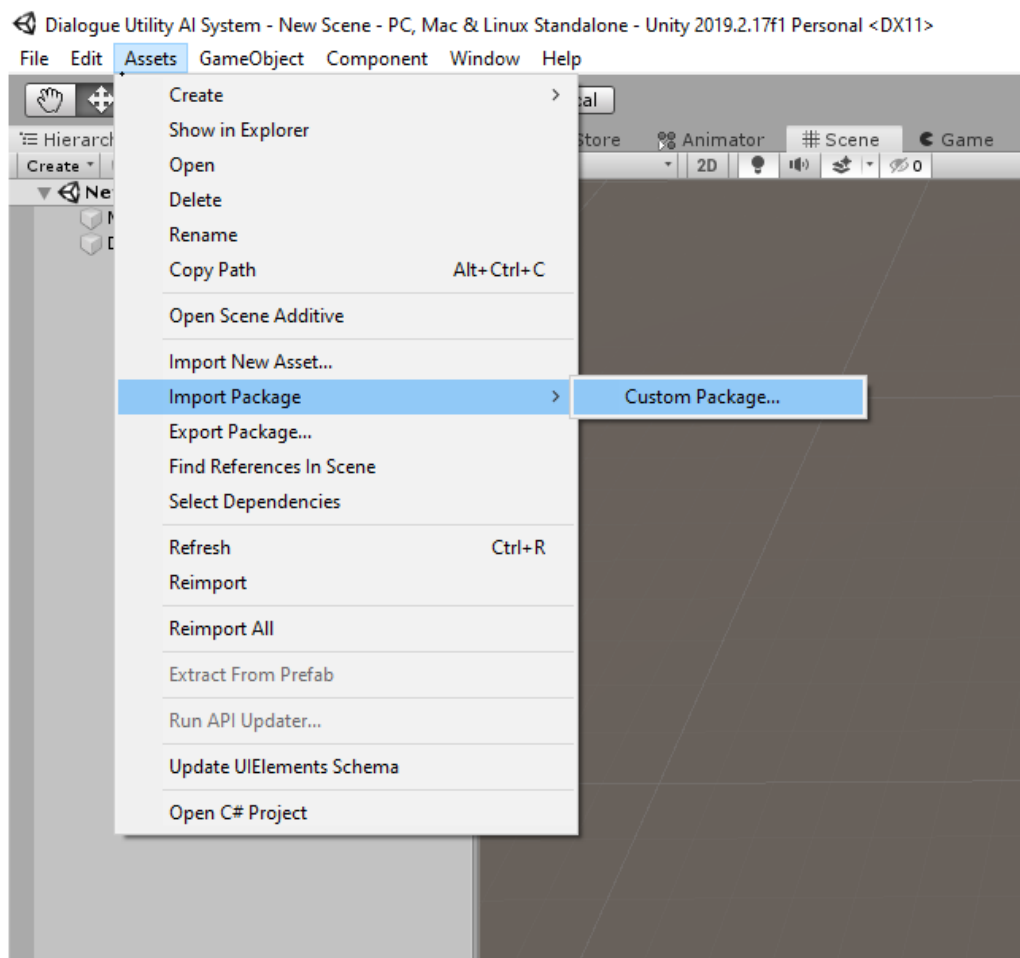 Dialogue Utility AI System - New Scene - PC, Mac & Linux Standalone - Unity 2019.2.17f1 Personal <DX11>
File Edit Assets GameObject Component Window Help
Create
Show in Explorer
Open
Delete
Rename
Copy Path Alt+Ctrl+C
Open Scene Additive
Import New Asset...
Import Package
Custom Package...
Export Package...
Find References In Scene
Select Dependencies
Refresh Ctrl+R
Reimport
Reimport All
Extract From Prefab
Run API Updater...
Update UIElements Schema
Open C# Project
Hierarch
Create
Ne
cal
Store Animator Scene Game
2D 0